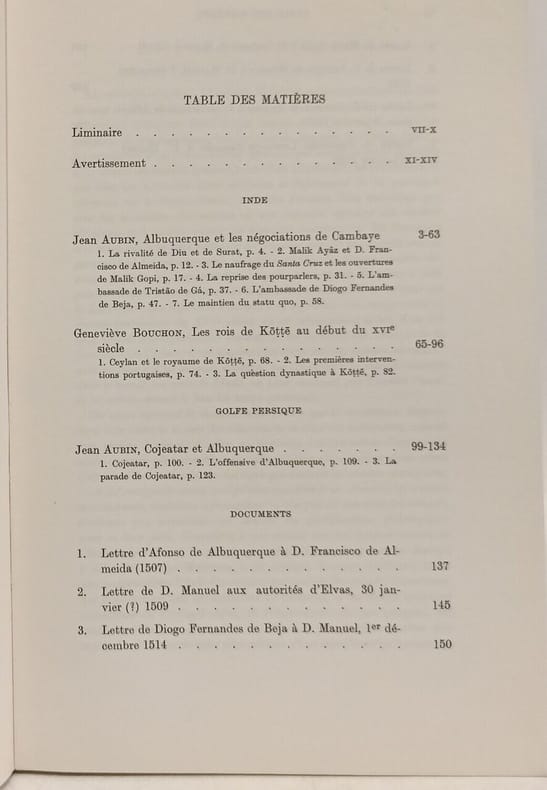 TABLE DES MATIÈRES
Liminaire . . . . . . . . . . . . . . . VII-X
Avertissement . . . . . . . . . . . . . XI-XIV
INDE
Jean AUBIN, Albuquerque et les négociations de Cambaye 3-63
1. La rivalité de Diu et de Surat, p. 4. - 2. Malik Ayâz et D. Fran-
cisco de Almeida, p. 12. - 3. Le naufrage du Santa Cruz et les ouvertures
de Malik Gopi, p. 17. - 4. La reprise des pourparlers, p. 31. - 5. L'am-
bassade de Tristão de Gá, p. 37. - 6. L'ambassade de Diogo Fernandes
de Beja, p. 47. - 7. Le maintien du statu quo, p. 58.
Geneviève BOUCHON, Les rois de Kōṭṭē au début du XVIe
siècle . . . . . . . . . . . . . . . 65-96
1. Ceylan et le royaume de Kōṭṭē, p. 68. - 2. Les premières interven-
tions portugaises, p. 74. - 3. La question dynastique à Kōṭṭē, p. 82.
GOLFE PERSIQUE
Jean AUBIN, Cojeatar et Albuquerque . . . . . . . 99-134
1. Cojeatar, p. 100. - 2. L'offensive d'Albuquerque, p. 109. - 3. La
parade de Cojeatar, p. 123.
DOCUMENTS
1. Lettre d'Afonso de Albuquerque à D. Francisco de Al-
meida (1507) . . . . . . . . . . . . . 137
2. Lettre de D. Manuel aux autorités d'Elvas, 30 jan-
vier (?) 1509 . . . . . . . . . . . . . 145
3. Lettre de Diogo Fernandes de Beja à D. Manuel, 1er dé-
cembre 1514 . . . . . . . . . . . . . 150